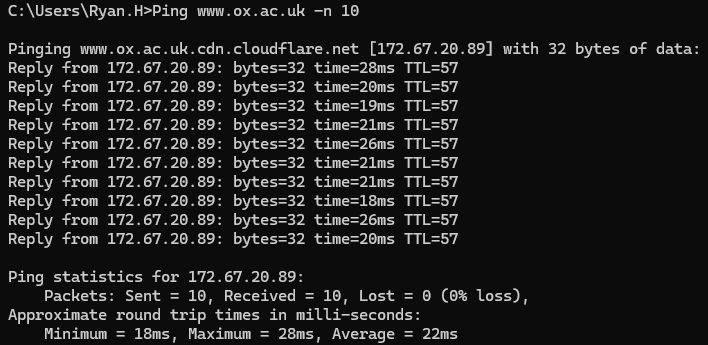 C:\Users\Ryan.H>Ping www.ox.ac.uk -n 10
Pinging www.ox.ac.uk.cdn.cloudflare.net [172.67.20.89] with 32 bytes of data:
Reply from 172.67.20.89: bytes=32 time=28ms TTL=57
Reply from 172.67.20.89: bytes=32 time=20ms TTL=57
Reply from 172.67.20.89: bytes=32 time=19ms TTL=57
Reply from 172.67.20.89: bytes=32 time=21ms TTL=57
Reply from 172.67.20.89: bytes=32 time=26ms TTL=57
Reply from 172.67.20.89: bytes=32 time=21ms TTL=57
Reply from 172.67.20.89: bytes=32 time=21ms TTL=57
Reply from 172.67.20.89: bytes=32 time=18ms TTL=57
Reply from 172.67.20.89: bytes=32 time=26ms TTL=57
Reply from 172.67.20.89: bytes=32 time=20ms TTL=57
Ping statistics for 172.67.20.89:
    Packets: Sent = 10, Received = 10, Lost = 0 (0% loss),
Approximate round trip times in milli-seconds:
    Minimum = 18ms, Maximum = 28ms, Average = 22ms